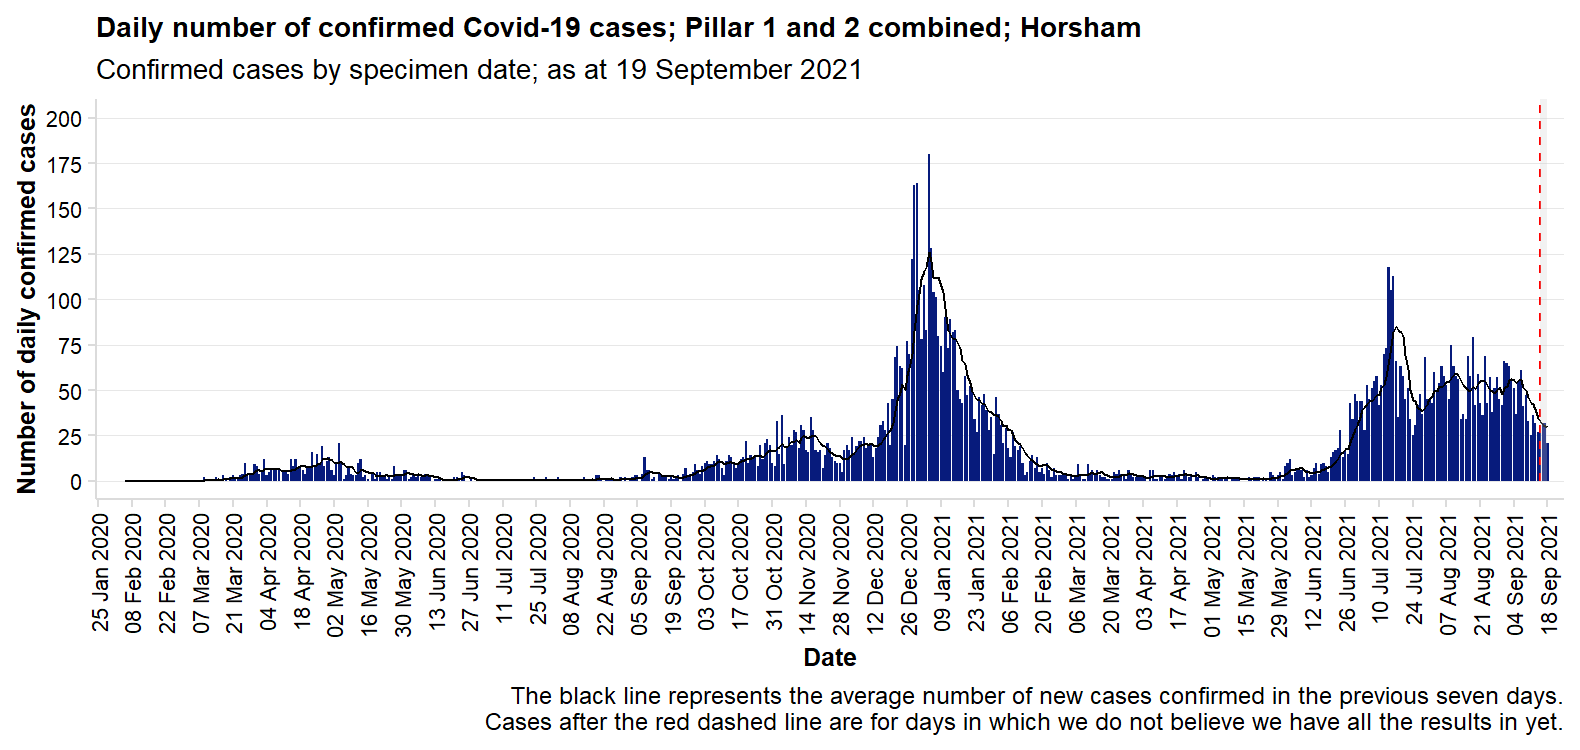 Daily number of confirmed Covid-19 cases; Pillar 1 and 2 combined; Horsham
Confirmed cases by specimen date; as at 19 September 2021
Number of daily confirmed cases
200
175
150
125
100
75
50
25
0
25 Jan 2020
08 Feb 2020
22 Feb 2020
07 Mar 2020
21 Mar 2020
04 Apr 2020
18 Apr 2020
02 May 2020
16 May 2020
30 May 2020
13 Jun 2020
27 Jun 2020
11 Jul 2020
25 Jul 2020
08 Aug 2020
22 Aug 2020
05 Sep 2020
19 Sep 2020
03 Oct 2020
17 Oct 2020
31 Oct 2020
14 Nov 2020
28 Nov 2020
12 Dec 2020
26 Dec 2020
09 Jan 2021
23 Jan 2021
06 Feb 2021
20 Feb 2021
06 Mar 2021
20 Mar 2021
03 Apr 2021
17 Apr 2021
01 May 2021
15 May 2021
29 May 2021
12 Jun 2021
26 Jun 2021
10 Jul 2021
24 Jul 2021
07 Aug 2021
21 Aug 2021
04 Sep 2021
18 Sep 2021
Date
The black line represents the average number of new cases confirmed in the previous seven days.
Cases after the red dashed line are for days in which we do not believe we have all the results in yet.